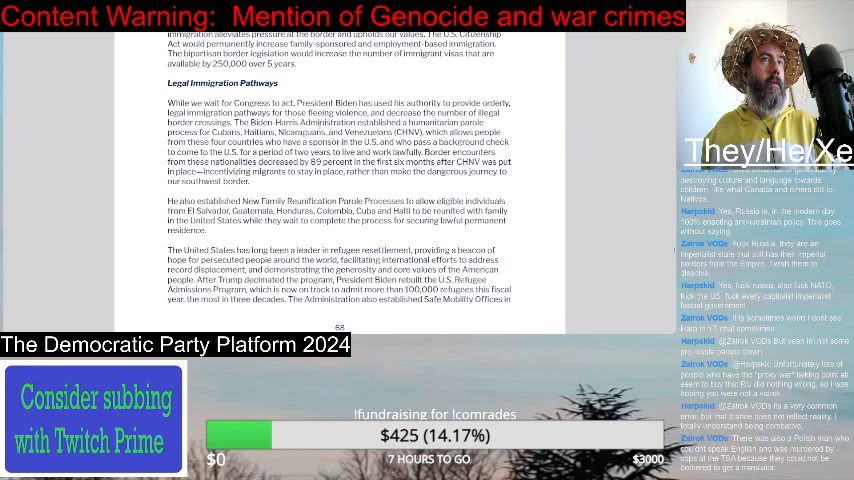 Content Warning: Mention of Genocide and war crimes
immigration alleviates pressure at the border and upholds our values. The U.S. Citizenship
Act would permanently increase family-sponsored and employment-based immigration.
The bipartisan border legislation would increase the number of immigrant visas that are
available by 250,000 over 5 years.
Legal Immigration Pathways
While we wait for Congress to act, President Biden has used his authority to provide orderly,
legal immigration pathways for those fleeing violence, and decrease the number of illegal
border crossings. The Biden-Harris Administration established a humanitarian parole
process for Cubans, Haitians, Nicaraguans, and Venezuelans (CHNV), which allows people
from these four countries who have a sponsor in the U.S. and who pass a background check
to come to the U.S. for a period of two years to live and work lawfully. Border encounters
from these nationalities decreased by 89 percent in the first six months after CHNV was put
in place—incentivizing migrants to stay in place, rather than make the dangerous journey to
our southwest border.
He also established New Family Reunification Parole Processes to allow eligible individuals
from El Salvador, Guatemala, Honduras, Colombia, Cuba and Haiti to be reunited with family
in the United States while they wait to complete the process for securing lawful permanent
residence.
The United States has long been a leader in refugee resettlement, providing a beacon of
hope for persecuted people around the world, facilitating international efforts to address
record displacement, and demonstrating the generosity and core values of the American
people. After Trump decimated the program, President Biden rebuilt the U.S. Refugee
Admissions Program, which is now on track to admit more than 100,000 refugees this fiscal
year, the most in three decades. The Administration also established Safe Mobility Offices in
68
They/He/Xe
destroying culture and language towards
children, like what Canada and others did to
Natives.
Harpskid Yes, Russia is, in the modern day,
100% enacting anti-ukrainian policy. This goes
without saying.
Zairok VODs Fuck Russia, they are an
imperialist state that still has their imperial
borders from the Empire. I wish them to
dissolve.
Harpskid Yes, fuck russia, also fuck NATO,
fuck the US fuck every capitalist imperialist
fascist government
Zairok VODs It is sometimes weird I dont see
Harp in YT chat sometimes
Harpskid @Zairok VODs But yeah im not some
pro russia patsoc clown
Zairok VODs @Harpskid Unfortunately lots of
people who have the "proxy war" talking point all
seem to buy that RU did nothing wrong, so I was
hoping you were not a vatnik.
Harpskid @Zairok VODs Its a very common
error, but that stance does not reflect reality. I
totally understand being combative.
Zairok VODs There was also a Polish man who
couldnt speak English and was murdered by
cops at the TSA because they could not be
bothered to get a translator.
The Democratic Party Platform 2024
Consider subbing
with Twitch Prime
!fundraising for !comrades
$425 (14.17%)
$0
7 HOURS TO GO
$3000